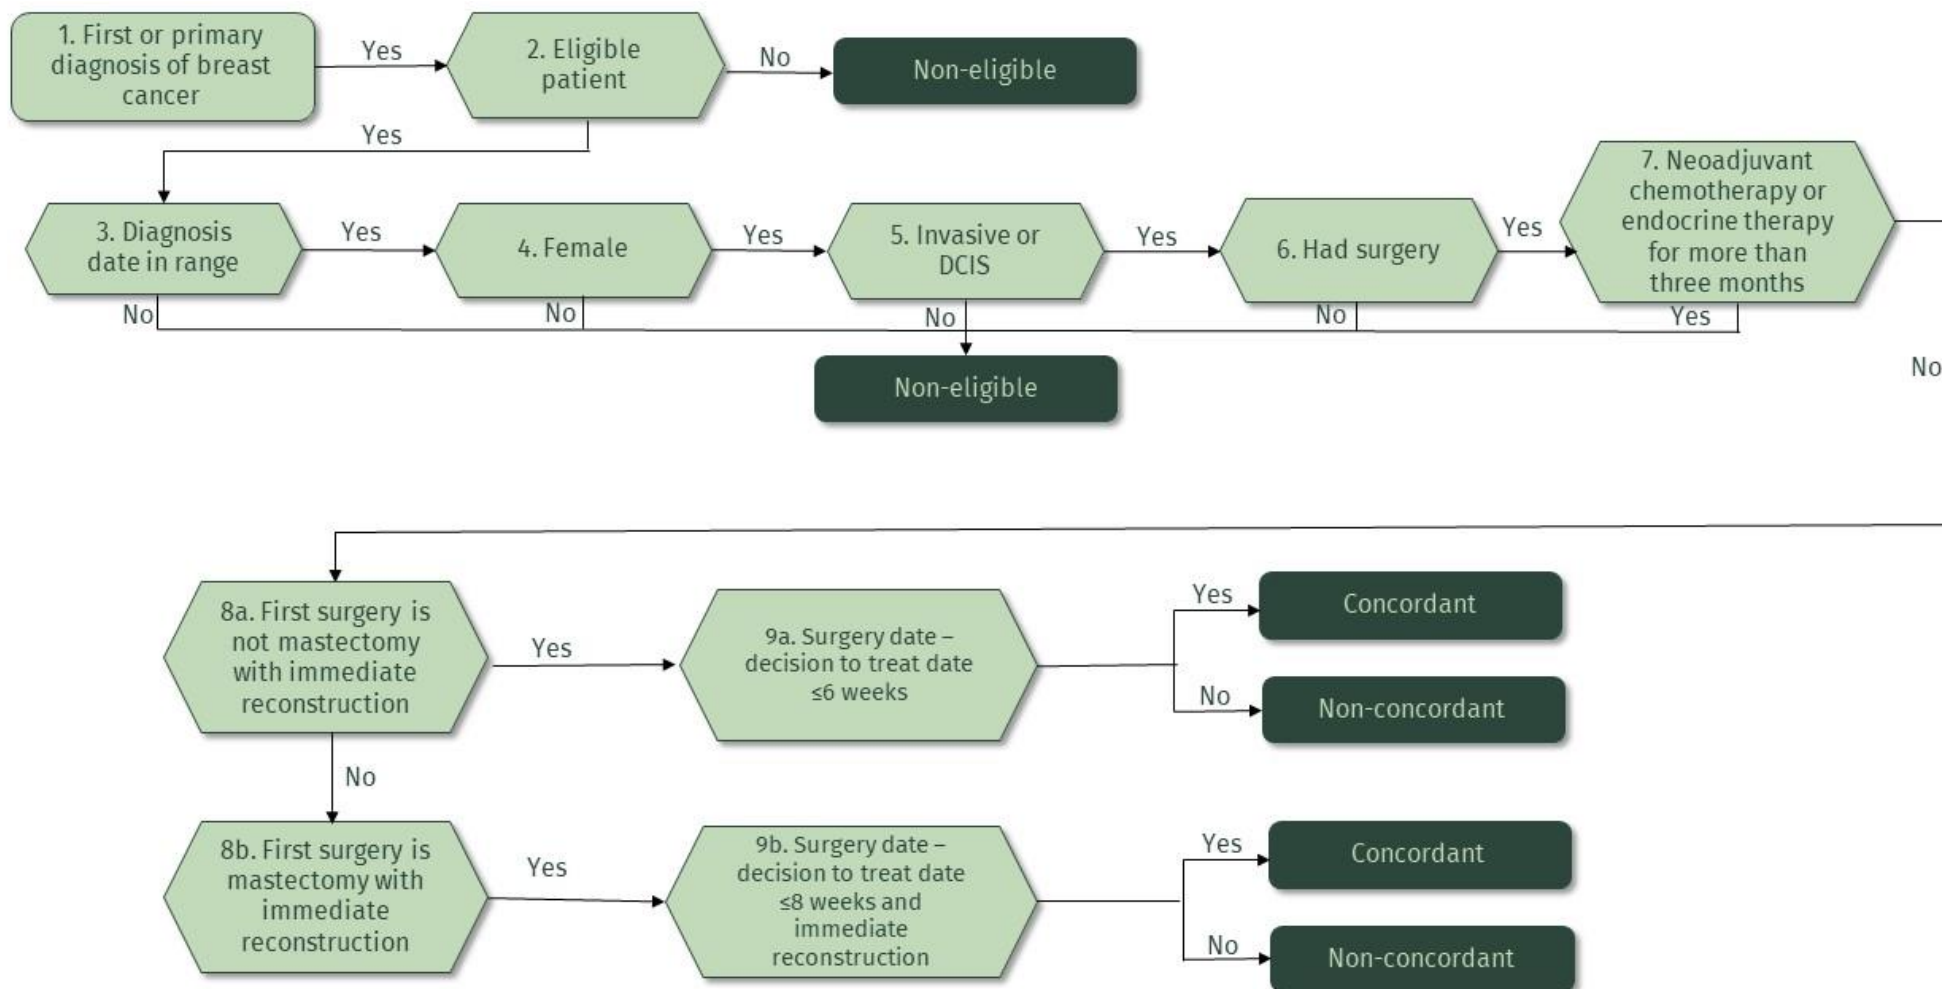 1. First or primary
diagnosis of breast
cancer
Yes
2. Eligible
patient
No
Non-eligible
Yes
3. Diagnosis
date in range
Yes
4. Female
Yes
5. Invasive or
DCIS
Yes
6. Had surgery
Yes
7. Neoadjuvant
chemotherapy or
endocrine therapy
for more than
three months
No
No
No
No
Yes
Non-eligible
No
8a. First surgery is
not mastectomy
with immediate
reconstruction
Yes
9a. Surgery date –
decision to treat date
≤6 weeks
Yes
Concordant
No
Non-concordant
No
8b. First surgery is
mastectomy with
immediate
reconstruction
Yes
9b. Surgery date –
decision to treat date
≤8 weeks and
immediate
reconstruction
Yes
Concordant
No
Non-concordant